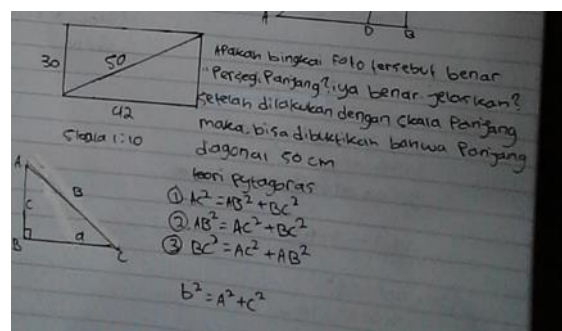 A D B
30
50
42
Skala 1:10
Apakah bingkai foto tersebut benar
"Persegi Panjang? iya benar jelaskan?
setelah dilakukan dengan skala Panjang
maka, bisa dibuktikan bahwa Panjang
dagonal 50 cm
teori pytagoras
① AC² = AB² + BC²
② AB² = AC² + BC²
③ BC² = AC² + AB²
b² = A² + C²
A
B
c
B
a
C